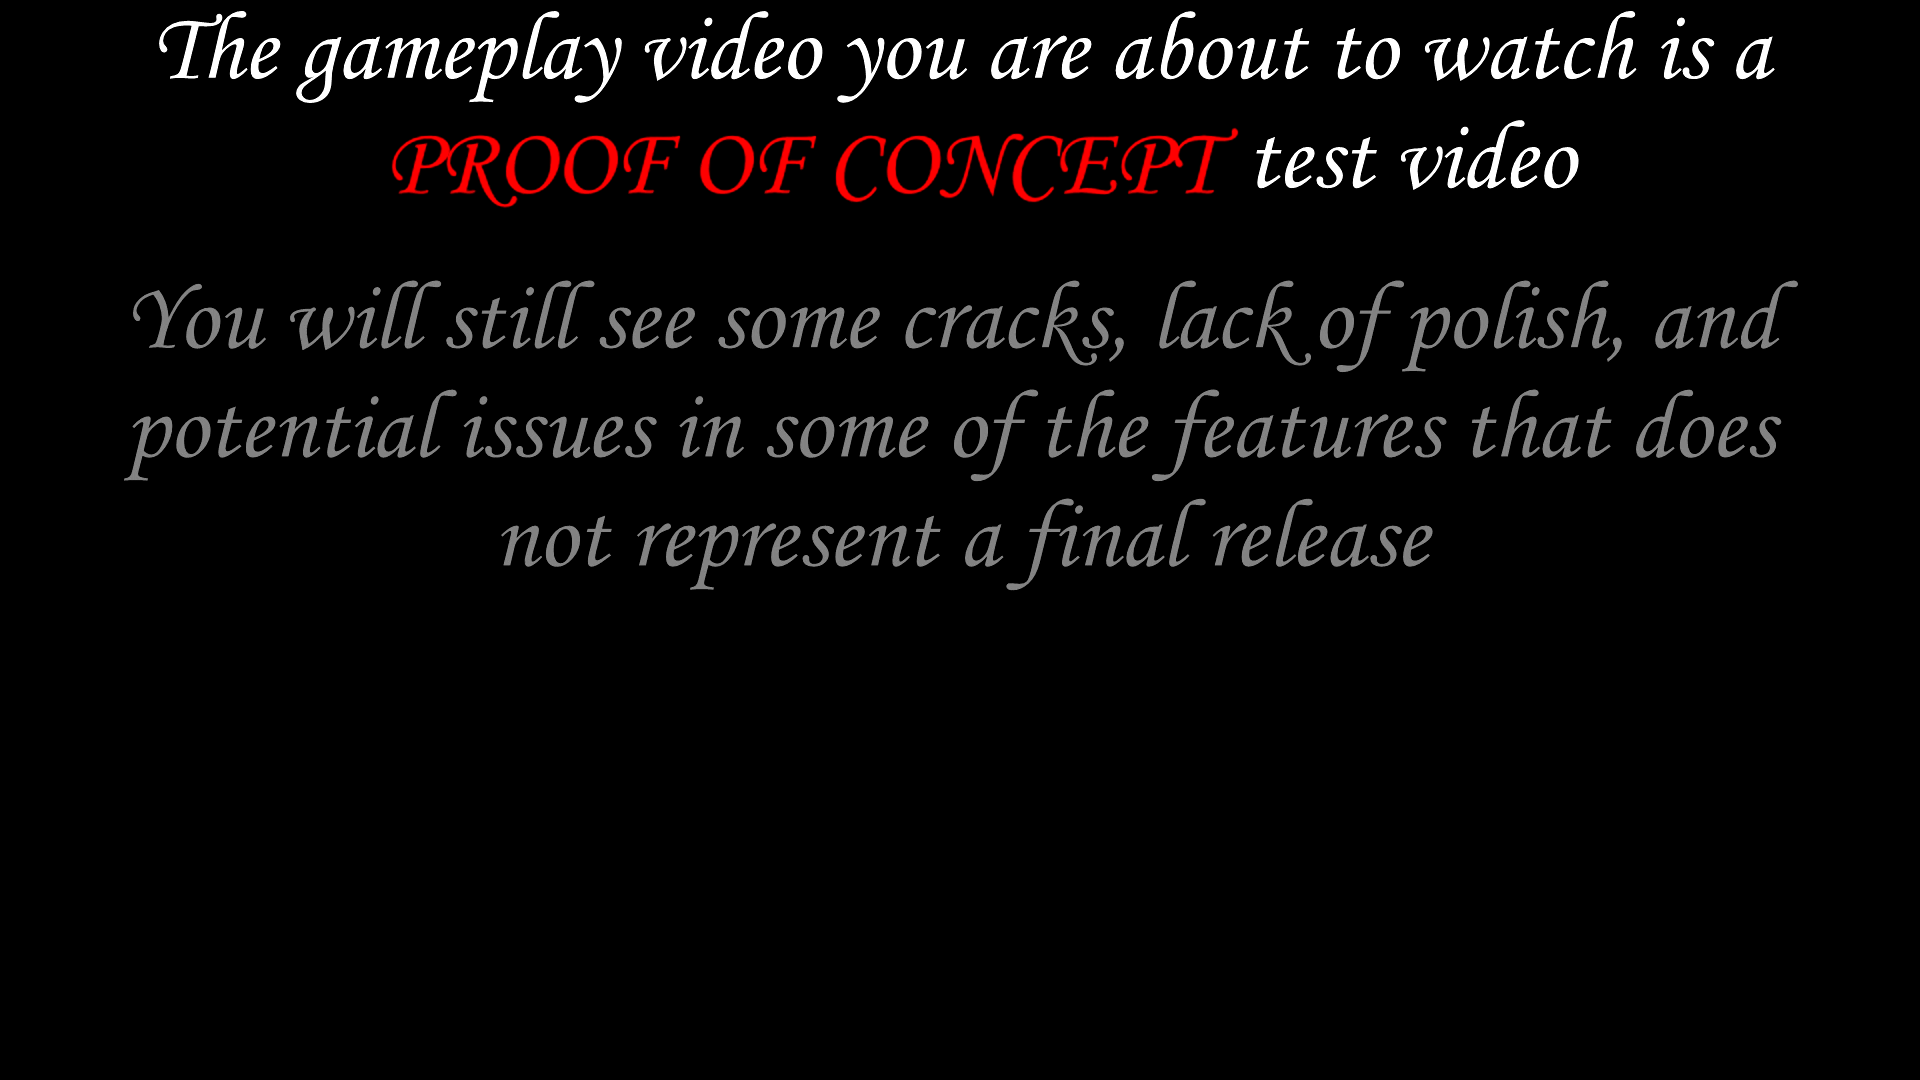 The gameplay video you are about to watch is a
PROOF OF CONCEPT test video
You will still see some cracks, lack of polish, and
potential issues in some of the features that does
not represent a final release